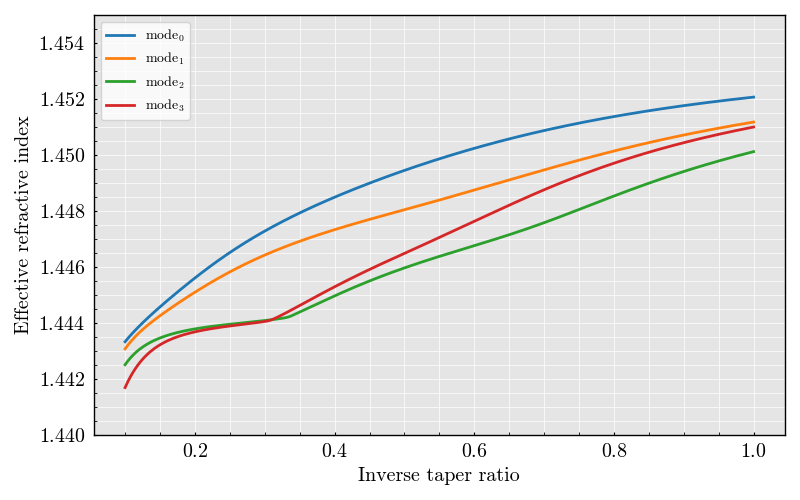 mode₀
mode₁
mode₂
mode₃
1.454
1.452
1.450
1.448
1.446
1.444
1.442
1.440
0.2 0.4 0.6 0.8 1.0
Effective refractive index
Inverse taper ratio